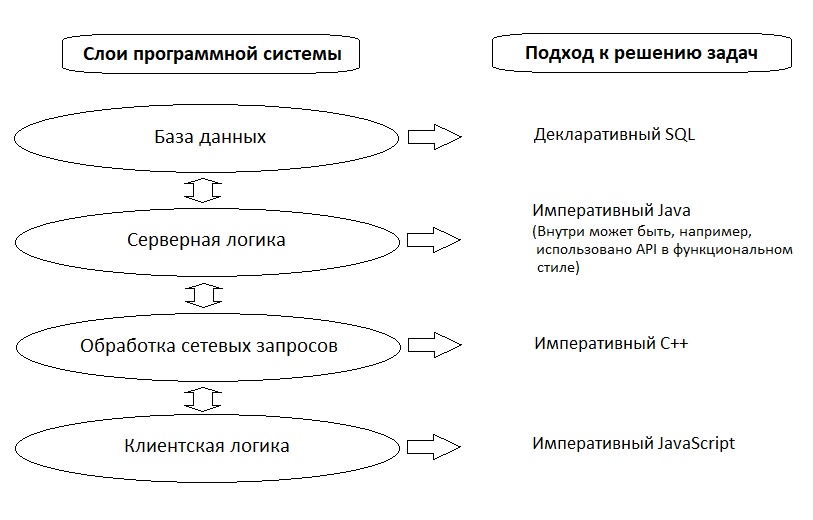 Слои программной системы
Подход к решению задач
База данных
Декларативный SQL
Серверная логика
Императивный Java
(Внутри может быть, например,
использовано API в функциональном
стиле)
Обработка сетевых запросов
Императивный C++
Клиентская логика
Императивный JavaScript